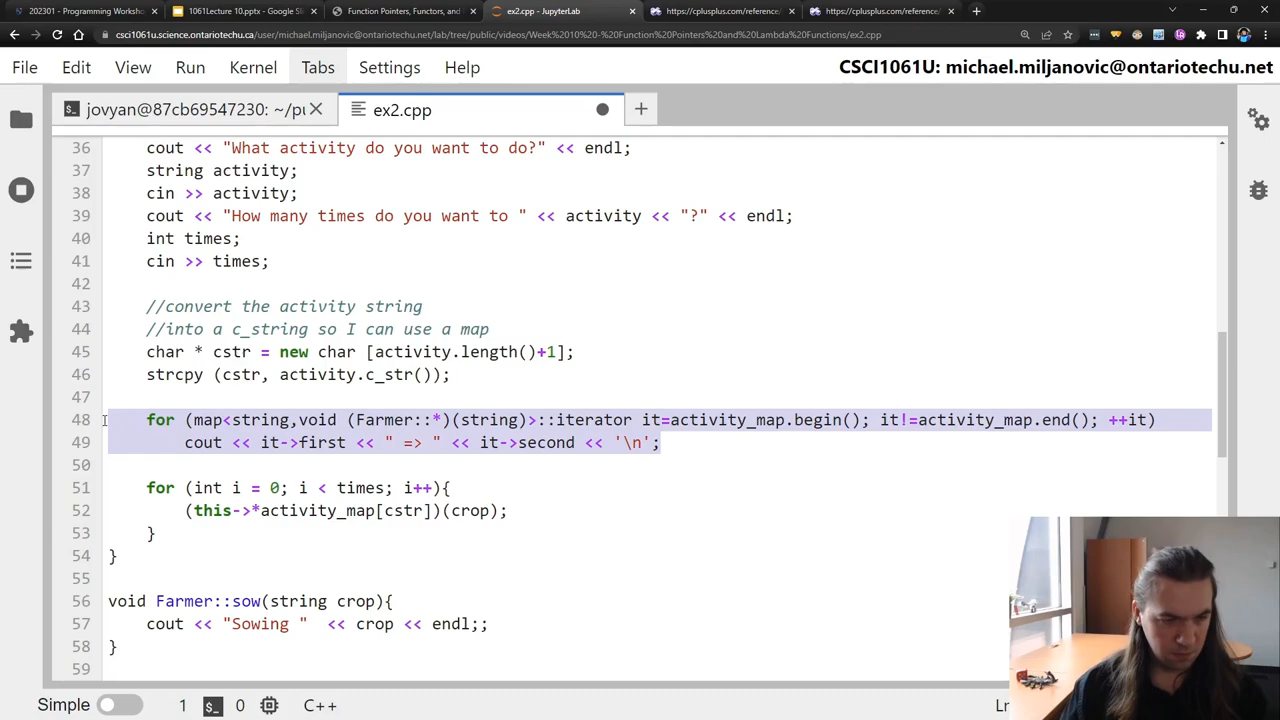 202301 - Programming Workshop
1061Lecture 10.pptx - Google Sl
Function Pointers, Functors, and
ex2.cpp - JupyterLab
https://cplusplus.com/reference/
https://cplusplus.com/reference/
csci1061u.science.ontariotechu.ca/user/michael.miljanovic@ontariotechu.net/lab/tree/public/videos/Week%2010%20-%20Function%20Pointers%20and%20Lambda%20Functions/ex2.cpp
File Edit View Run Kernel Tabs Settings Help CSCI1061U: michael.miljanovic@ontariotechu.net
jovyan@87cb69547230: ~/pu
ex2.cpp
36 cout << "What activity do you want to do?" << endl;
37 string activity;
38 cin >> activity;
39 cout << "How many times do you want to " << activity << "?" << endl;
40 int times;
41 cin >> times;
42
43 //convert the activity string
44 //into a c_string so I can use a map
45 char * cstr = new char [activity.length()+1];
46 strcpy (cstr, activity.c_str());
47
48 for (map<string,void (Farmer::*)(string)>::iterator it=activity_map.begin(); it!=activity_map.end(); ++it)
49 cout << it->first << " => " << it->second << '\n';
50
51 for (int i = 0; i < times; i++){
52 (this->*activity_map[cstr])(crop);
53 }
54 }
55
56 void Farmer::sow(string crop){
57 cout << "Sowing " << crop << endl;;
58 }
59
Simple 1 0 C++ Ln